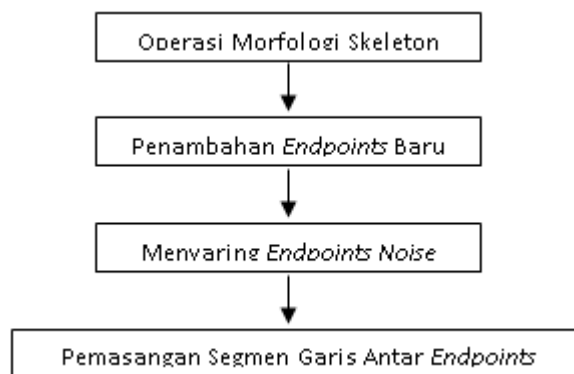 Operasi Morfologi Skeleton
Penambahan Endpoints Baru
Menyaring Endpoints Noise
Pemasangan Segmen Garis Antar Endpoints